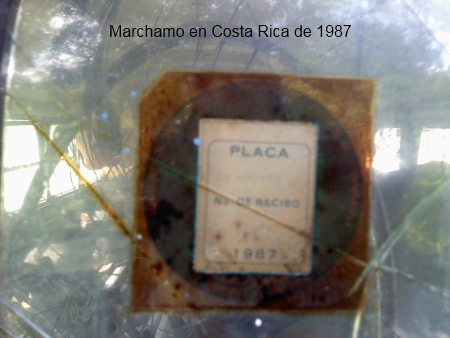 Marchamo en Costa Rica de 1987
PLACA
No. DE RECIBO
1987